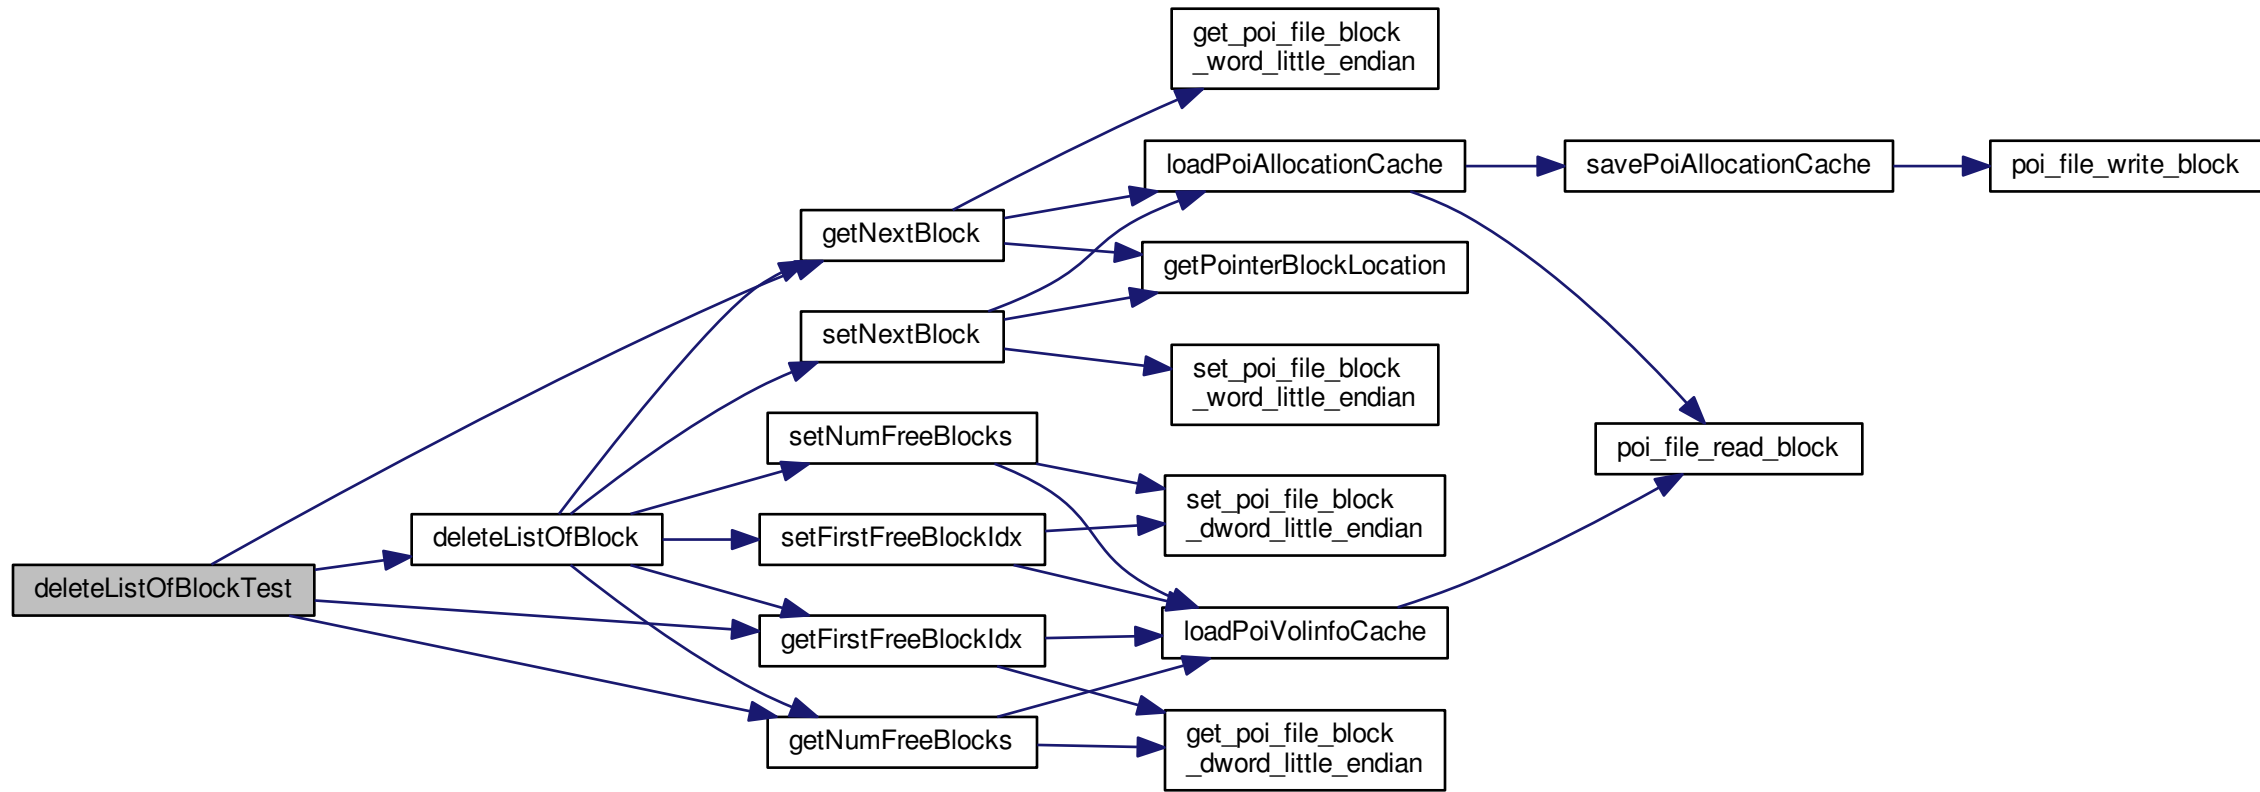 get_poi_file_block
_word_little_endian
loadPoiAllocationCache
savePoiAllocationCache
poi_file_write_block
getNextBlock
getPointerBlockLocation
setNextBlock
set_poi_file_block
_word_little_endian
setNumFreeBlocks
poi_file_read_block
set_poi_file_block
_dword_little_endian
deleteListOfBlock
setFirstFreeBlockIdx
deleteListOfBlockTest
getFirstFreeBlockIdx
loadPoiVolinfoCache
getNumFreeBlocks
get_poi_file_block
_dword_little_endian